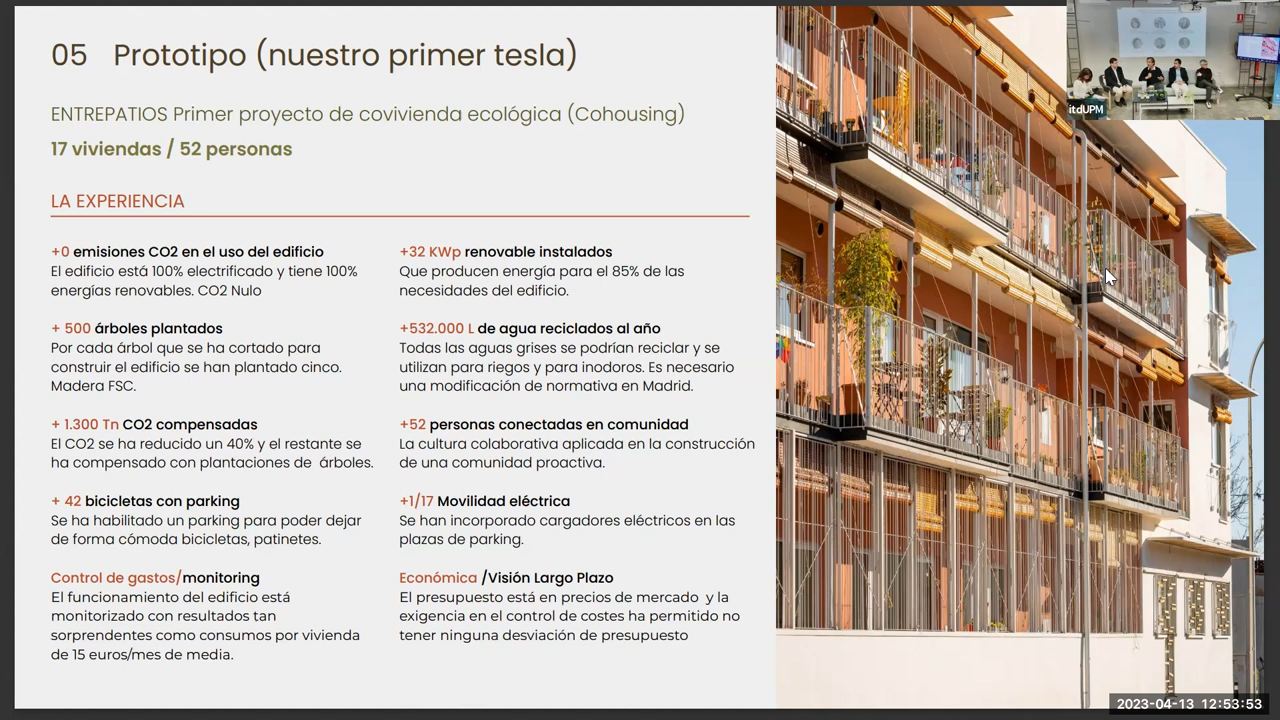 05 Prototipo (nuestro primer tesla)
ENTREPATIOS Primer proyecto de covivienda ecológica (Cohousing)
17 viviendas / 52 personas
LA EXPERIENCIA
+0 emisiones CO2 en el uso del edificio
El edificio está 100% electrificado y tiene 100%
energías renovables. CO2 Nulo
+ 500 árboles plantados
Por cada árbol que se ha cortado para
construir el edificio se han plantado cinco.
Madera FSC.
+ 1.300 Tn CO2 compensadas
El CO2 se ha reducido un 40% y el restante se
ha compensado con plantaciones de árboles.
+ 42 bicicletas con parking
Se ha habilitado un parking para poder dejar
de forma cómoda bicicletas, patinetes.
Control de gastos/monitoring
El funcionamiento del edificio está
monitorizado con resultados tan
sorprendentes como consumos por vivienda
de 15 euros/mes de media.
+32 KWp renovable instalados
Que producen energía para el 85% de las
necesidades del edificio.
+532.000 L de agua reciclados al año
Todas las aguas grises se podrían reciclar y se
utilizan para riegos y para inodoros. Es necesario
una modificación de normativa en Madrid.
+52 personas conectadas en comunidad
La cultura colaborativa aplicada en la construcción
de una comunidad proactiva.
+1/17 Movilidad eléctrica
Se han incorporado cargadores eléctricos en las
plazas de parking.
Económica /Visión Largo Plazo
El presupuesto está en precios de mercado y la
exigencia en el control de costes ha permitido no
tener ninguna desviación de presupuesto
itdUPM
2023-04-13 12:53:53